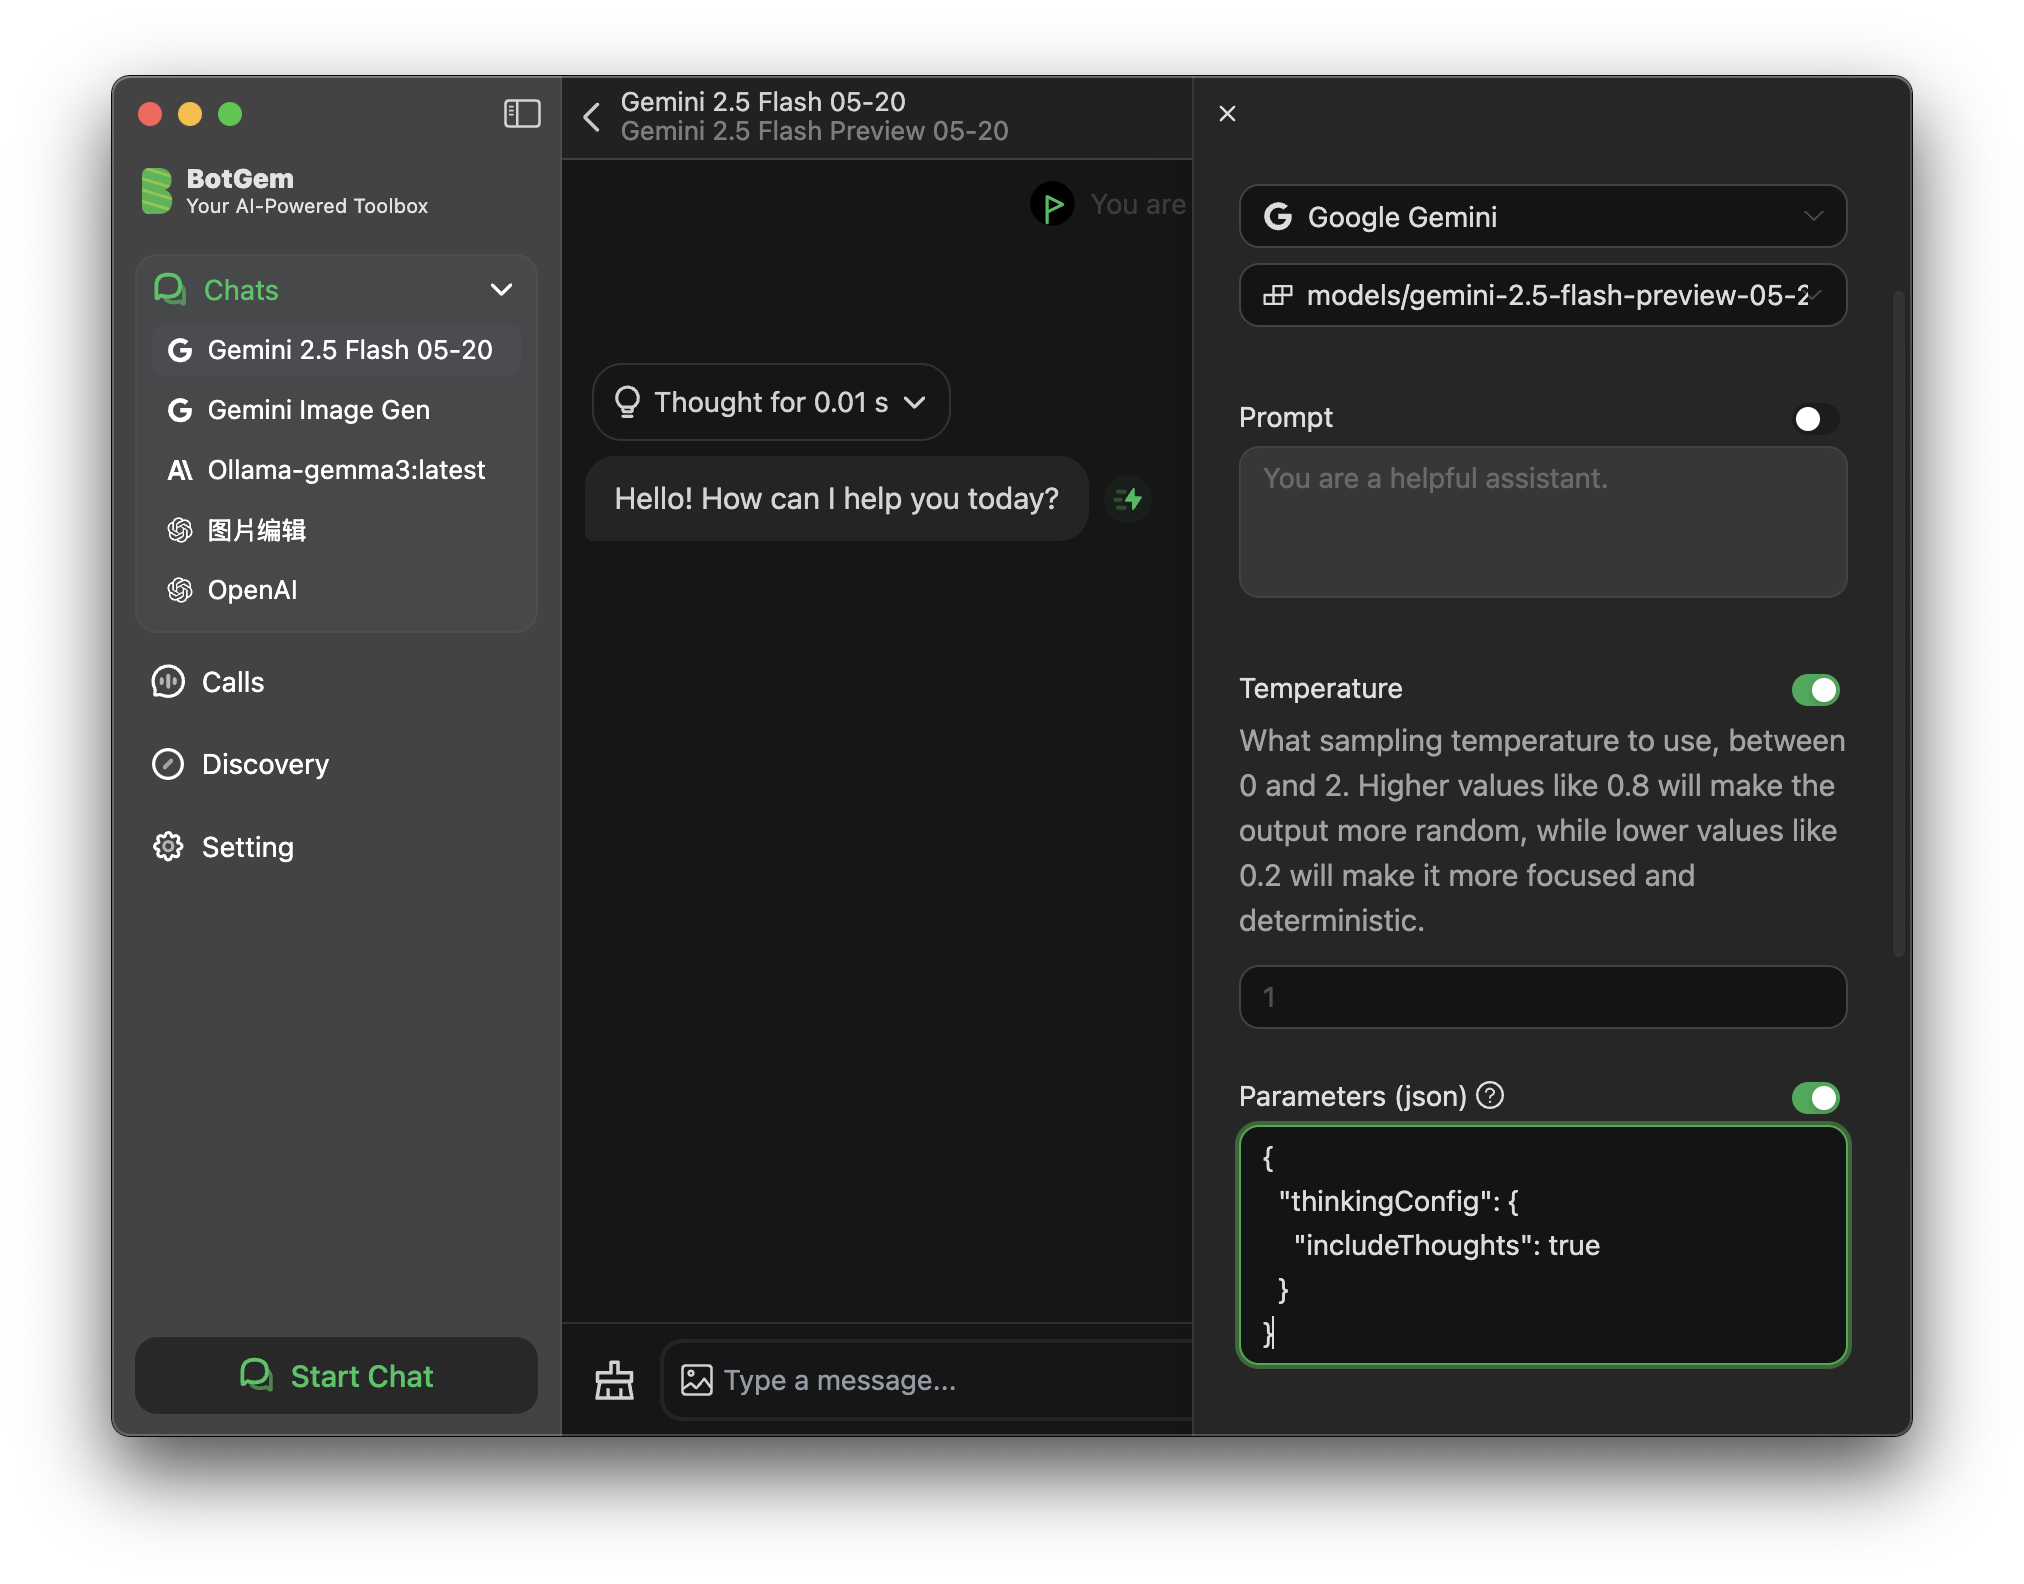 BotGem
Your AI-Powered Toolbox
Chats
Gemini 2.5 Flash 05-20
Gemini Image Gen
Ollama-gemma3:latest
图片编辑
OpenAI
Calls
Discovery
Setting
Start Chat
Gemini 2.5 Flash 05-20
Gemini 2.5 Flash Preview 05-20
You are
Thought for 0.01 s
Hello! How can I help you today?
Type a message...
Google Gemini
models/gemini-2.5-flash-preview-05-2
Prompt
You are a helpful assistant.
Temperature
What sampling temperature to use, between
0 and 2. Higher values like 0.8 will make the
output more random, while lower values like
0.2 will make it more focused and
deterministic.
1
Parameters (json)
{
"thinkingConfig": {
"includeThoughts": true
}
}